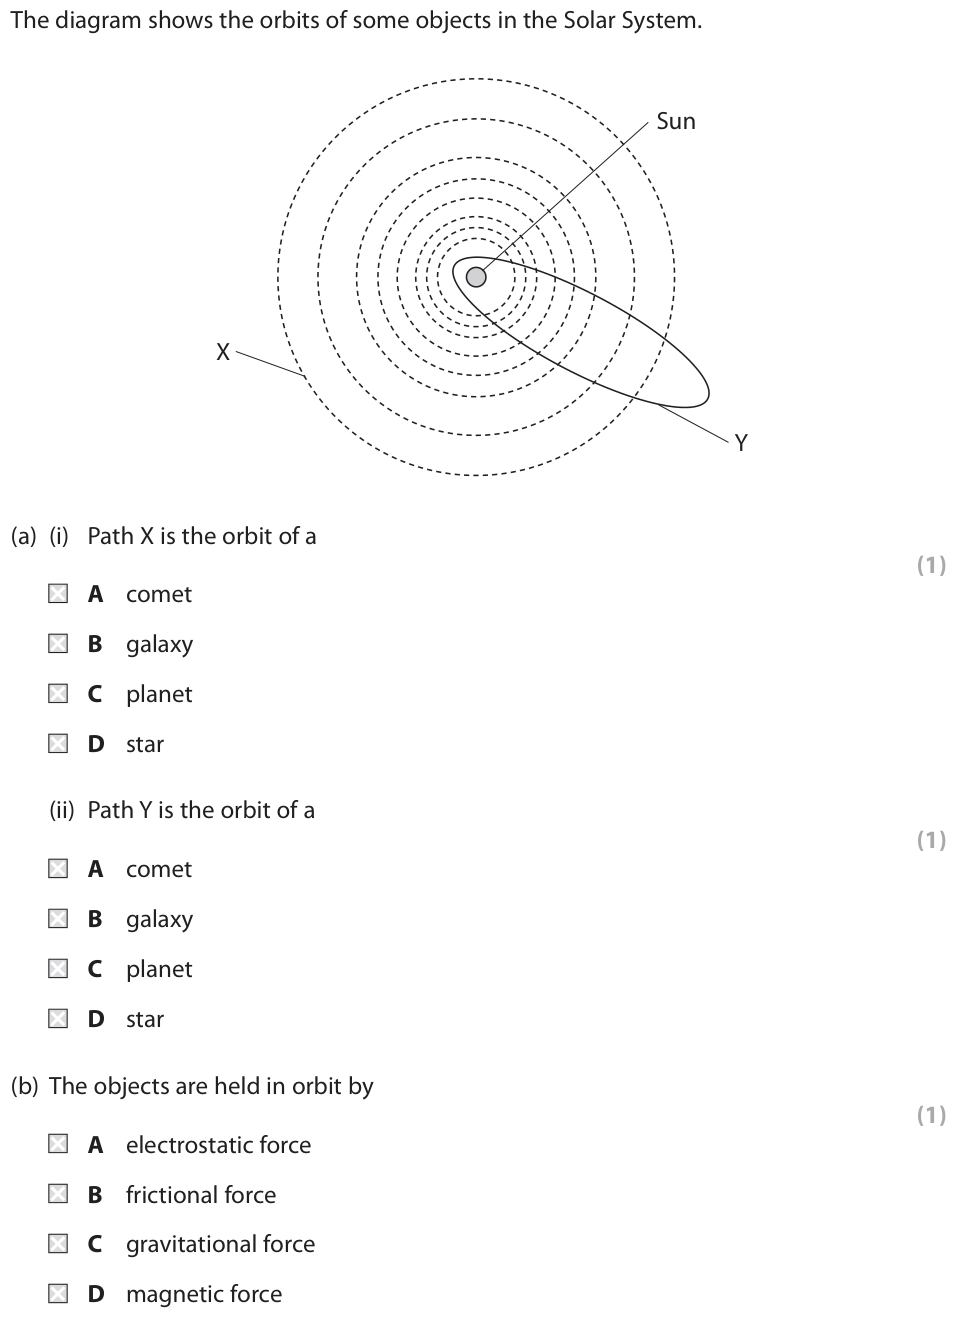 The diagram shows the orbits of some objects in the Solar System.
Sun
X
Y
(a) (i) Path X is the orbit of a
(1)
A comet
B galaxy
C planet
D star
(ii) Path Y is the orbit of a
(1)
A comet
B galaxy
C planet
D star
(b) The objects are held in orbit by
(1)
A electrostatic force
B frictional force
C gravitational force
D magnetic force